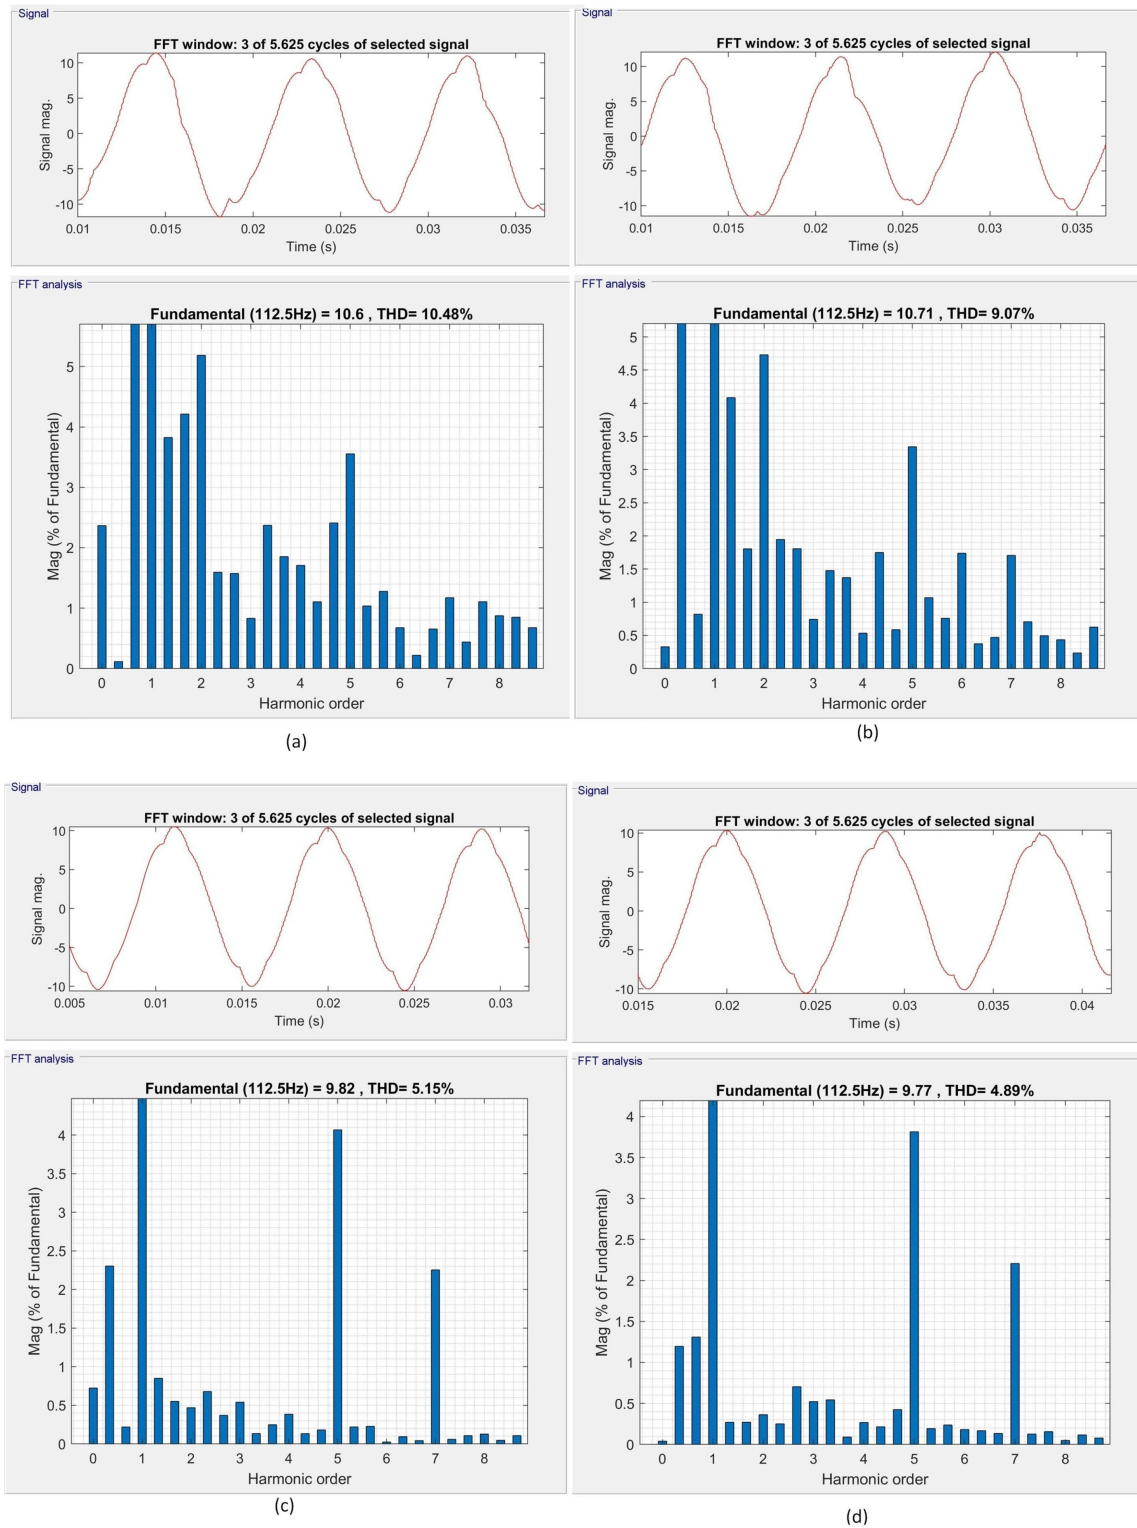 Signal
FFT window: 3 of 5.625 cycles of selected signal
10
5
0
-5
-10
Signal mag.
0.01 0.015 0.02 0.025 0.03 0.035
Time (s)
FFT analysis
Fundamental (112.5Hz) = 10.6 , THD= 10.48%
5
4
3
2
1
0
Mag (% of Fundamental)
0 1 2 3 4 5 6 7 8
Harmonic order
(a)
Signal
FFT window: 3 of 5.625 cycles of selected signal
10
5
0
-5
-10
Signal mag.
0.01 0.015 0.02 0.025 0.03 0.035
Time (s)
FFT analysis
Fundamental (112.5Hz) = 10.71 , THD= 9.07%
5
4.5
4
3.5
3
2.5
2
1.5
1
0.5
0
Mag (% of Fundamental)
0 1 2 3 4 5 6 7 8
Harmonic order
(b)
Signal
FFT window: 3 of 5.625 cycles of selected signal
10
5
0
-5
-10
Signal mag.
0.005 0.01 0.015 0.02 0.025 0.03
Time (s)
FFT analysis
Fundamental (112.5Hz) = 9.82 , THD= 5.15%
4
3.5
3
2.5
2
1.5
1
0.5
0
Mag (% of Fundamental)
0 1 2 3 4 5 6 7 8
Harmonic order
(c)
Signal
FFT window: 3 of 5.625 cycles of selected signal
10
5
0
-5
-10
Signal mag.
0.015 0.02 0.025 0.03 0.035 0.04
Time (s)
FFT analysis
Fundamental (112.5Hz) = 9.77 , THD= 4.89%
4
3.5
3
2.5
2
1.5
1
0.5
0
Mag (% of Fundamental)
0 1 2 3 4 5 6 7 8
Harmonic order
(d)